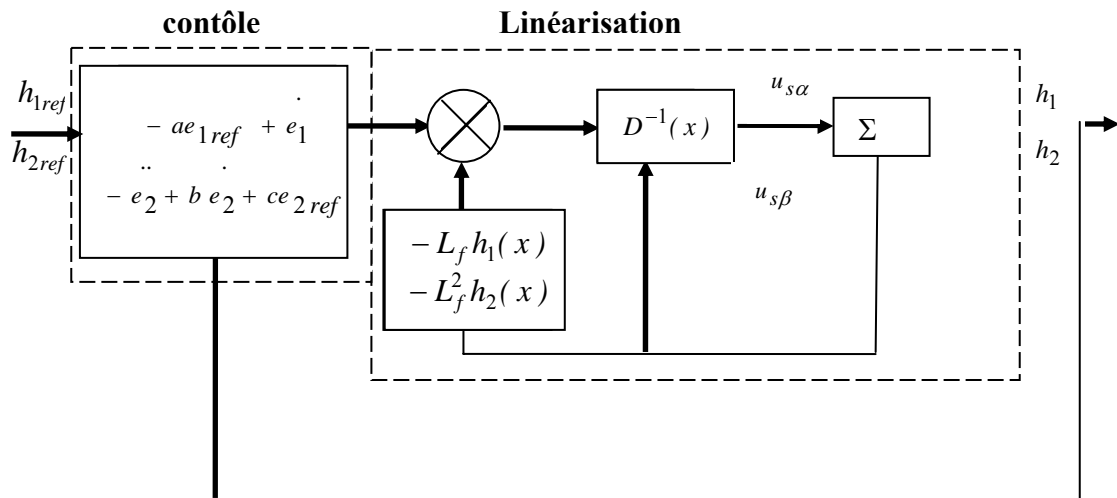 contôle
Linéarisation
h1ref
h2ref
- ae1ref + ė1
- ë2 + b ė2 + ce2ref
- Lf h1(x)
- Lf² h2(x)
D⁻¹(x)
usα
usβ
Σ
h1
h2